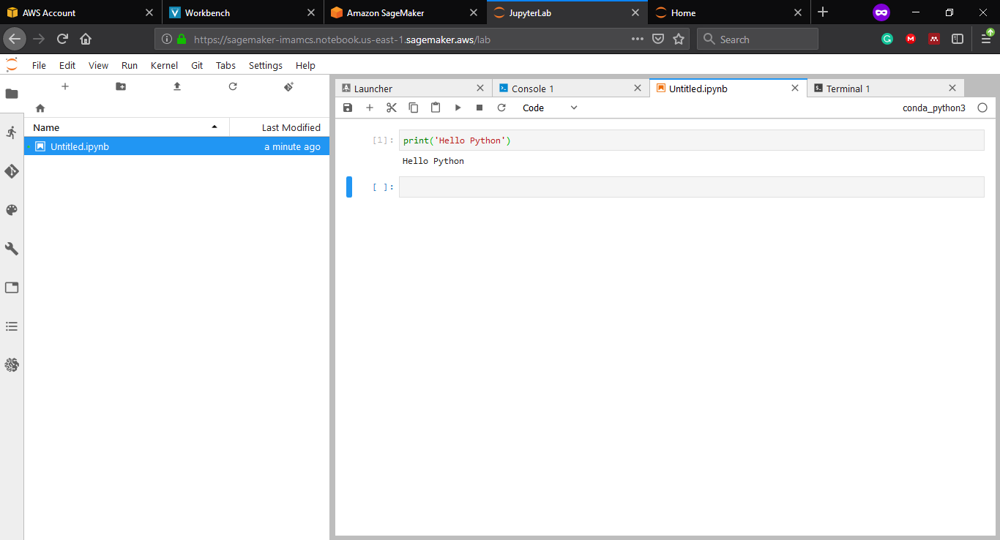 AWS Account Workbench Amazon SageMaker JupyterLab Home
https://sagemaker-imamcs.notebook.us-east-1.sagemaker.aws/lab Search
File Edit View Run Kernel Git Tabs Settings Help
Launcher Console 1 Untitled.ipynb Terminal 1
Code conda_python3
Name Last Modified
Untitled.ipynb a minute ago
[1]: print('Hello Python')
Hello Python
[ ]: